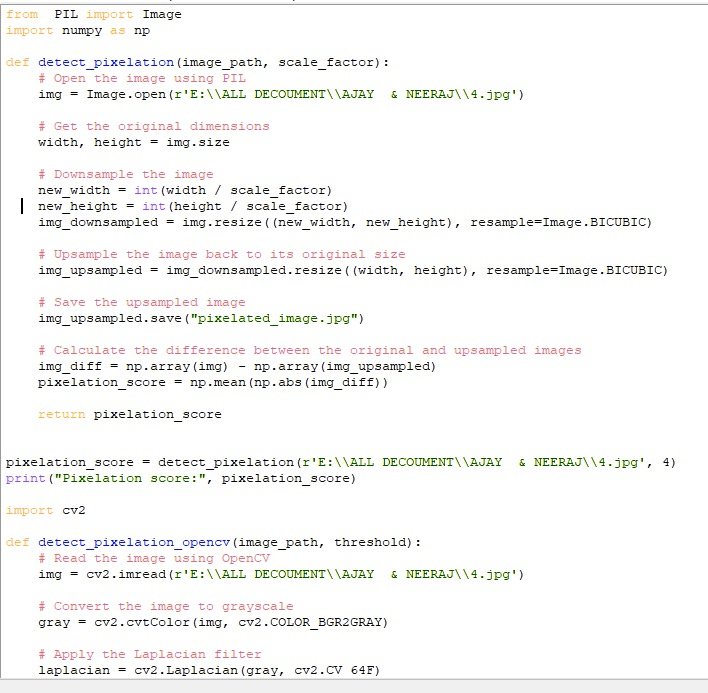 from  PIL import Image
import numpy as np
def detect_pixelation(image_path, scale_factor):
# Open the image using PIL
img = Image.open(r'E:\\ALL DECOUMENT\\AJAY  & NEERAJ\\4.jpg')
# Get the original dimensions
width, height = img.size
# Downsample the image
new_width = int(width / scale_factor)
new_height = int(height / scale_factor)
img_downsampled = img.resize((new_width, new_height), resample=Image.BICUBIC)
# Upsample the image back to its original size
img_upsampled = img_downsampled.resize((width, height), resample=Image.BICUBIC)
# Save the upsampled image
img_upsampled.save("pixelated_image.jpg")
# Calculate the difference between the original and upsampled images
img_diff = np.array(img) - np.array(img_upsampled)
pixelation_score = np.mean(np.abs(img_diff))
return pixelation_score
pixelation_score = detect_pixelation(r'E:\\ALL DECOUMENT\\AJAY  & NEERAJ\\4.jpg', 4)
print("Pixelation score:", pixelation_score)
import cv2
def detect_pixelation_opencv(image_path, threshold):
# Read the image using OpenCV
img = cv2.imread(r'E:\\ALL DECOUMENT\\AJAY  & NEERAJ\\4.jpg')
# Convert the image to grayscale
gray = cv2.cvtColor(img, cv2.COLOR_BGR2GRAY)
# Apply the Laplacian filter
laplacian = cv2.Laplacian(gray, cv2.CV_64F)